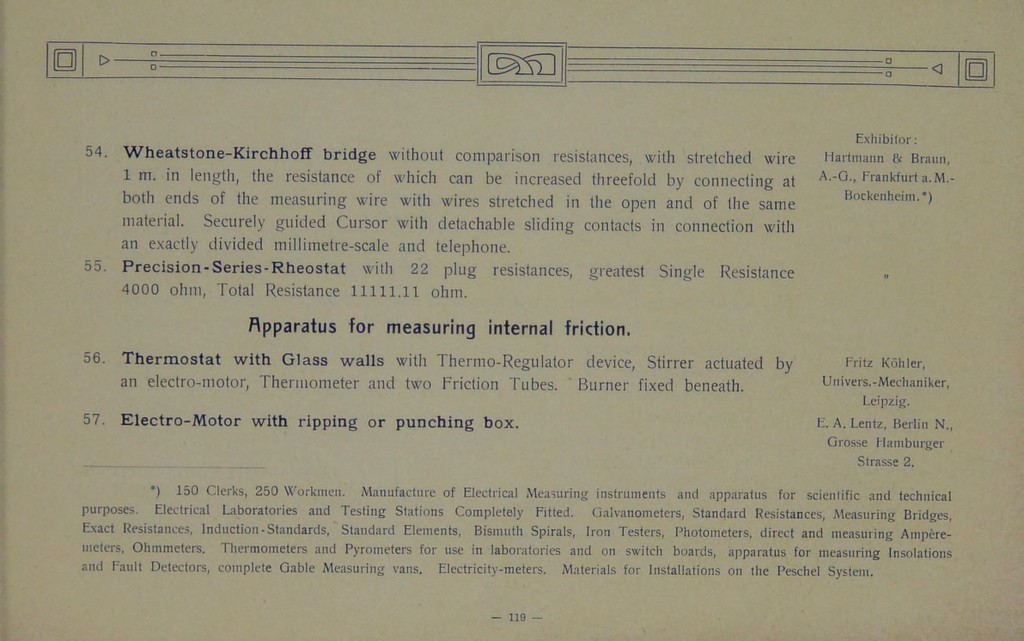 Exhibitor:
54. Wheatstone-Kirchhoff bridge without comparison resistances, with stretched wire
Hartmann & Braun,
1 m. in length, the resistance of which can be increased threefold by connecting at
A.-G., Frankfurt a. M.-
both ends of the measuring wire with wires stretched in the open and of the same
Bockenheim.*)
material. Securely guided Cursor with detachable sliding contacts in connection with
an exactly divided millimetre-scale and telephone.
55. Precision-Series-Rheostat with 22 plug resistances, greatest Single Resistance
"
4000 ohm, Total Resistance 11111.11 ohm.
Apparatus for measuring internal friction.
56. Thermostat with Glass walls with Thermo-Regulator device, Stirrer actuated by
Fritz Köhler,
an electro-motor, Thermometer and two Friction Tubes. Burner fixed beneath.
Univers.-Mechaniker,
Leipzig.
57. Electro-Motor with ripping or punching box.
E. A. Lentz, Berlin N.,
Grosse Hamburger
Strasse 2.
*) 150 Clerks, 250 Workmen. Manufacture of Electrical Measuring instruments and apparatus for scientific and technical
purposes. Electrical Laboratories and Testing Stations Completely Fitted. Galvanometers, Standard Resistances, Measuring Bridges,
Exact Resistances, Induction-Standards, Standard Elements, Bismuth Spirals, Iron Testers, Photometers, direct and measuring Ampère-
meters, Ohmmeters. Thermometers and Pyrometers for use in laboratories and on switch boards, apparatus for measuring Insolations
and Fault Detectors, complete Gable Measuring vans. Electricity-meters. Materials for Installations on the Peschel System.
— 119 —